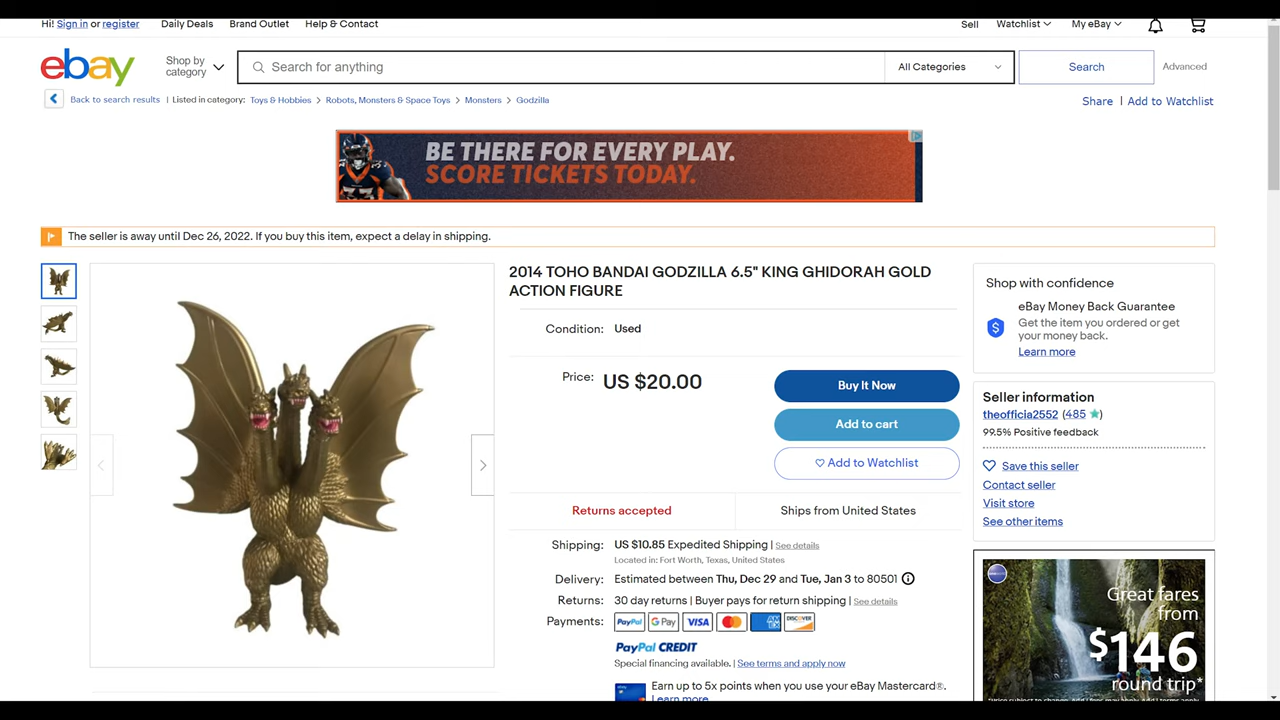 Hi! Sign in or register
Daily Deals
Brand Outlet
Help & Contact
Sell
Watchlist
My eBay
ebay
Shop by
category
Search for anything
All Categories
Search
Advanced
Back to search results | Listed in category: Toys & Hobbies > Robots, Monsters & Space Toys > Monsters > Godzilla
Share | Add to Watchlist
BE THERE FOR EVERY PLAY.
SCORE TICKETS TODAY.
The seller is away until Dec 26, 2022. If you buy this item, expect a delay in shipping.
2014 TOHO BANDAI GODZILLA 6.5" KING GHIDORAH GOLD
ACTION FIGURE
Condition: Used
Price: US $20.00
Buy It Now
Add to cart
Add to Watchlist
Returns accepted
Ships from United States
Shipping: US $10.85 Expedited Shipping | See details
Located in: Fort Worth, Texas, United States
Delivery: Estimated between Thu, Dec 29 and Tue, Jan 3 to 80501
Returns: 30 day returns | Buyer pays for return shipping | See details
Payments: PayPal G Pay VISA AM EX DISCOVER
PayPal CREDIT
Special financing available. | See terms and apply now
Earn up to 5x points when you use your eBay Mastercard®.
Learn more
Shop with confidence
eBay Money Back Guarantee
Get the item you ordered or get
your money back.
Learn more
Seller information
theofficia2552 (485)
99.5% Positive feedback
Save this seller
Contact seller
Visit store
See other items
Great fares
from
$146
round trip*